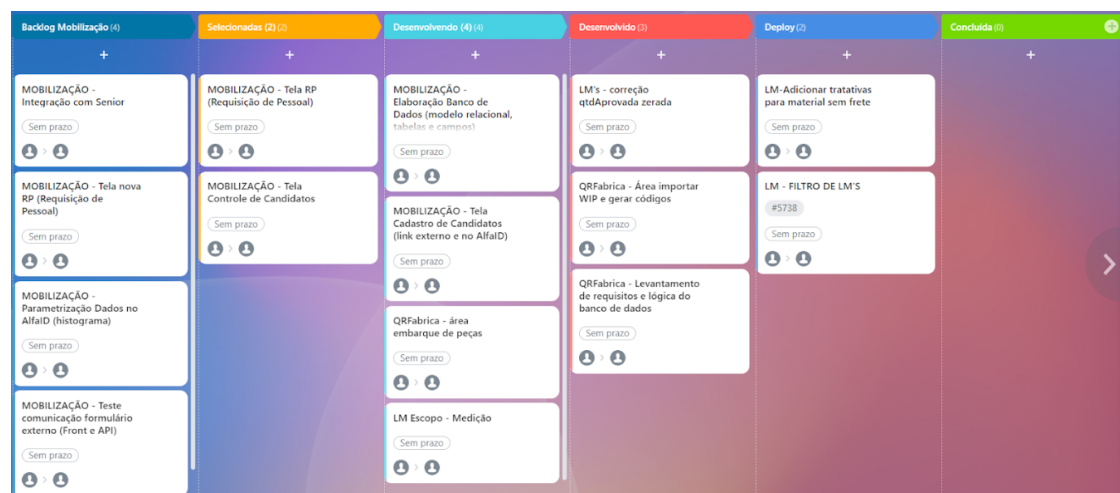 Backlog Mobilização (4)
Selecionadas (2) (2)
Desenvolvendo (4) (4)
Desenvolvido (3)
Deploy (2)
Concluída (0)
MOBILIZAÇÃO -
Integração com Senior
Sem prazo
MOBILIZAÇÃO - Tela nova
RP (Requisição de
Pessoal)
Sem prazo
MOBILIZAÇÃO -
Parametrização Dados no
AlfaID (histograma)
Sem prazo
MOBILIZAÇÃO - Teste
comunicação formulário
externo (Front e API)
Sem prazo
MOBILIZAÇÃO - Tela RP
(Requisição de Pessoal)
Sem prazo
MOBILIZAÇÃO - Tela
Controle de Candidatos
Sem prazo
MOBILIZAÇÃO -
Elaboração Banco de
Dados (modelo relacional,
tabelas e campos)
Sem prazo
MOBILIZAÇÃO - Tela
Cadastro de Candidatos
(link externo e no AlfaID)
Sem prazo
QRFabrica - área
embarque de peças
Sem prazo
LM Escopo - Medição
Sem prazo
LM's - correção
qtdAprovada zerada
Sem prazo
QRFabrica - Área importar
WIP e gerar códigos
Sem prazo
QRFabrica - Levantamento
de requisitos e lógica do
banco de dados
Sem prazo
LM-Adicionar tratativas
para material sem frete
Sem prazo
LM - FILTRO DE LM'S
#5738
Sem prazo